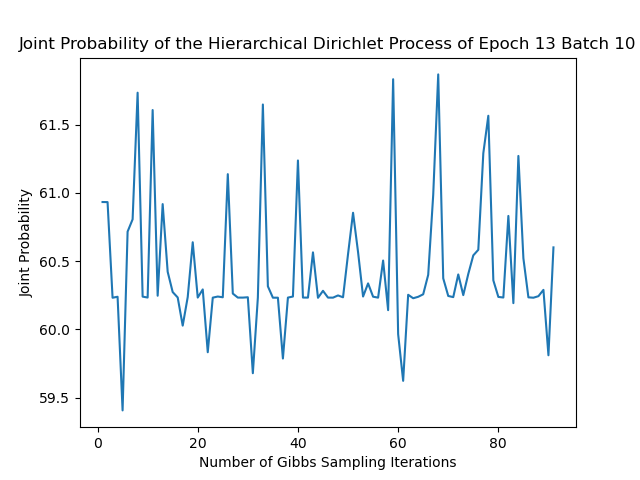 Joint Probability of the Hierarchical Dirichlet Process of Epoch 13 Batch 10
61.5
61.0
60.5
60.0
59.5
Joint Probability
0 20 40 60 80
Number of Gibbs Sampling Iterations